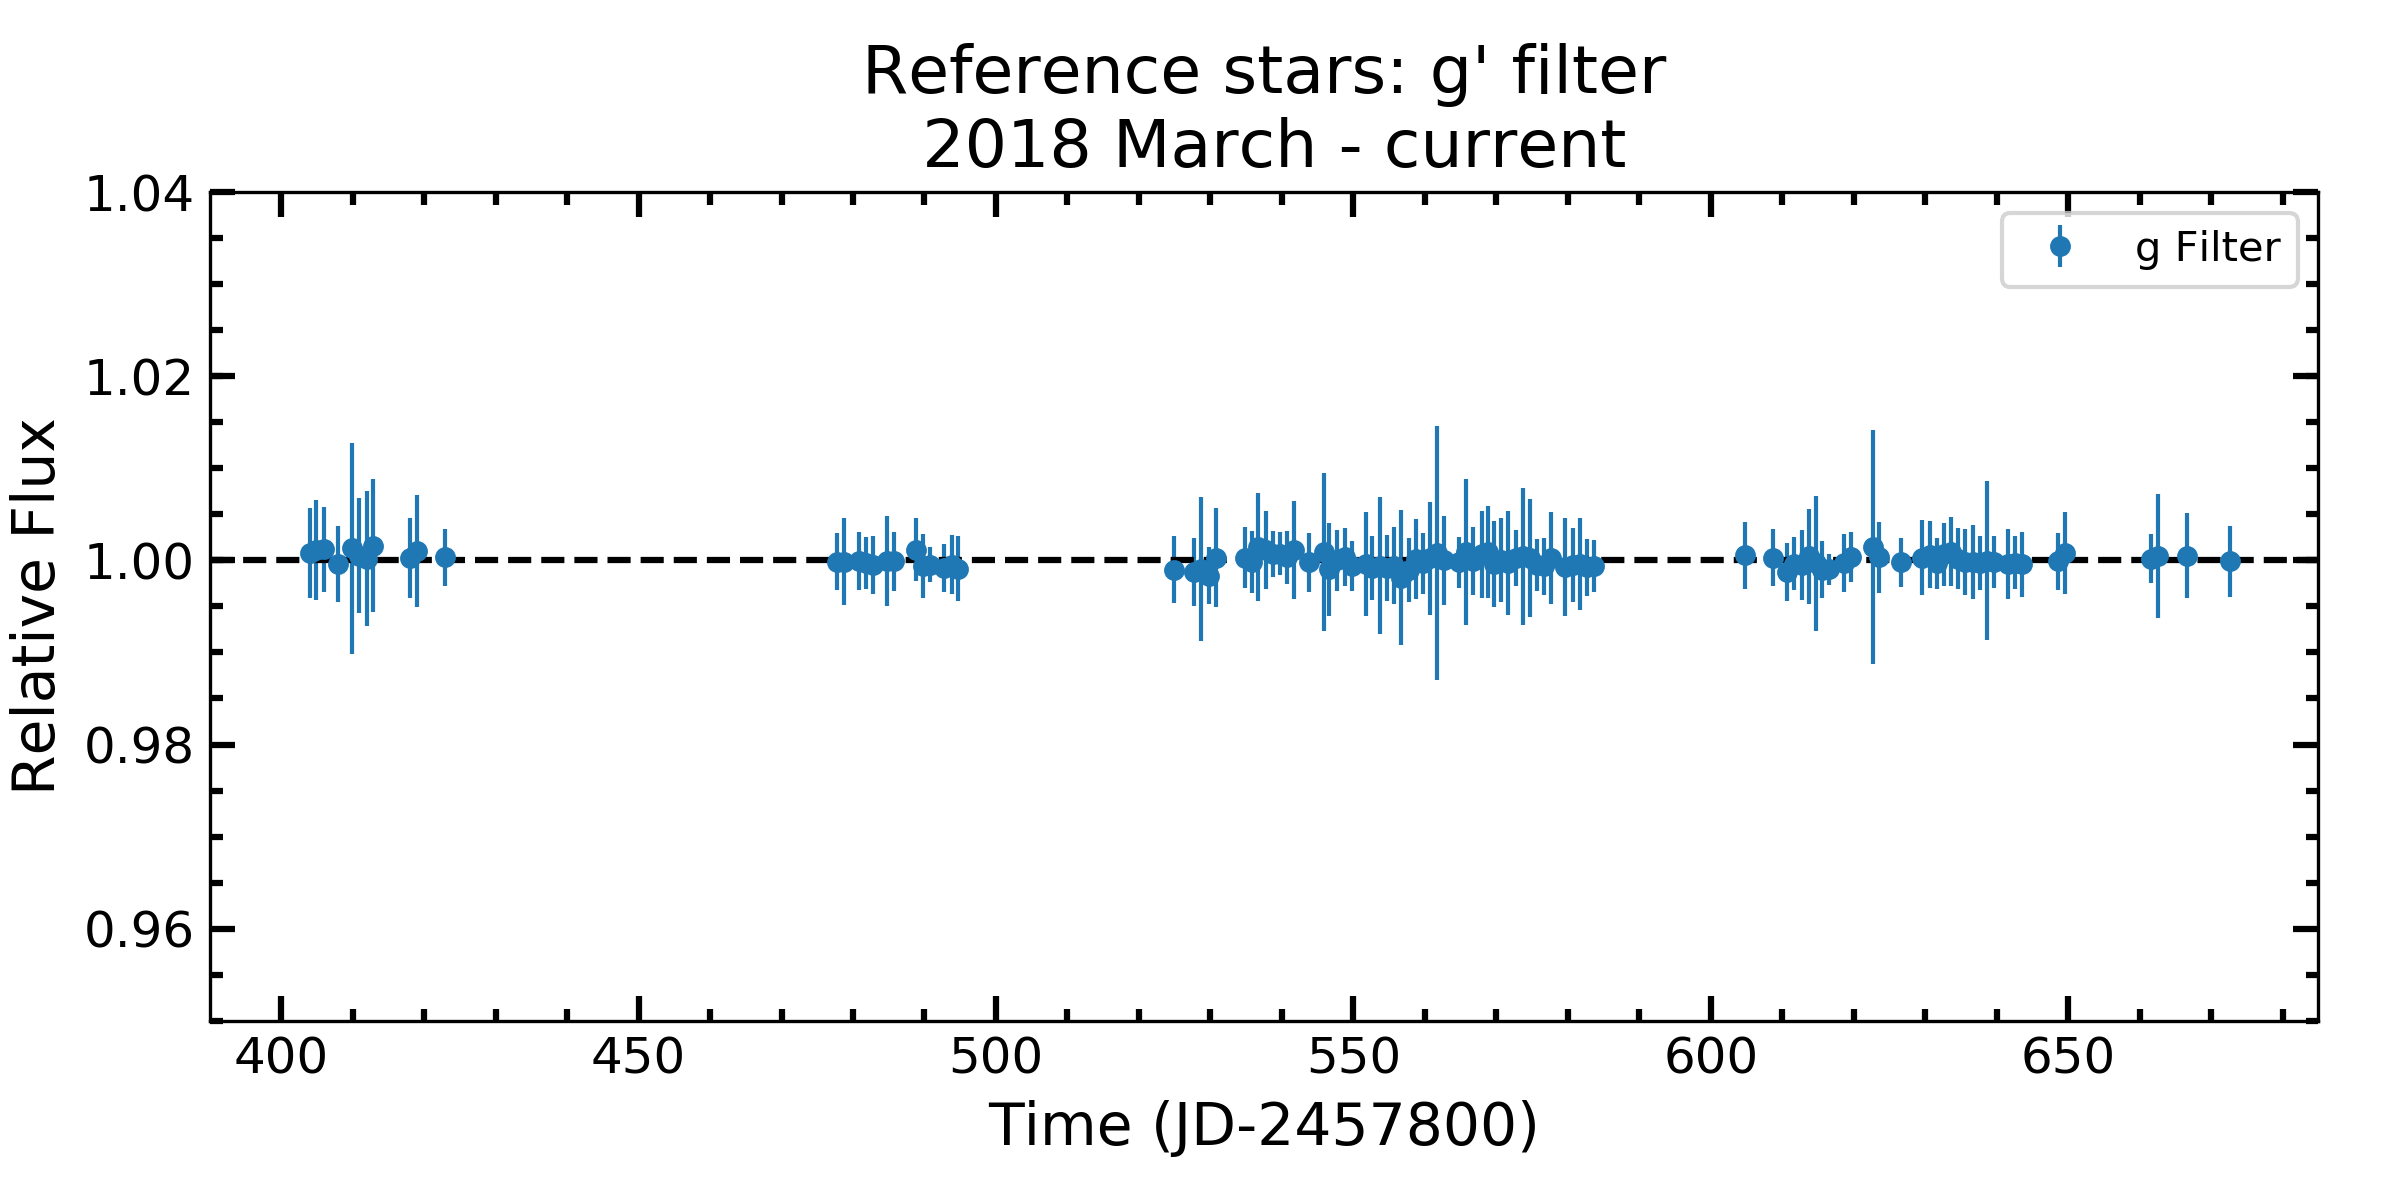 Reference stars: g' filter
2018 March - current
1.04
1.02
1.00
0.98
0.96
Relative Flux
g Filter
400 450 500 550 600 650
Time (JD-2457800)